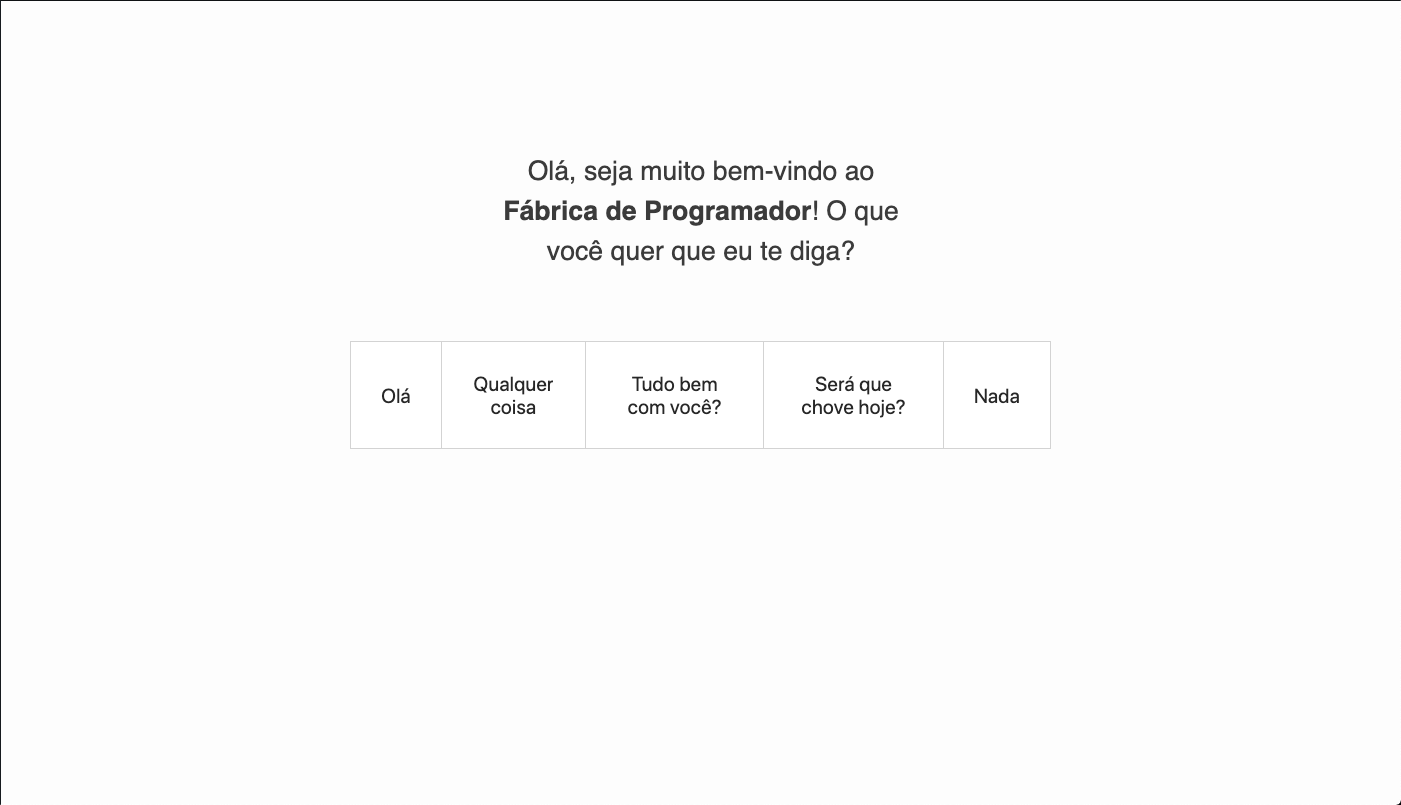 Olá, seja muito bem-vindo ao
Fábrica de Programador! O que
você quer que eu te diga?
Olá
Qualquer
coisa
Tudo bem
com você?
Será que
chove hoje?
Nada